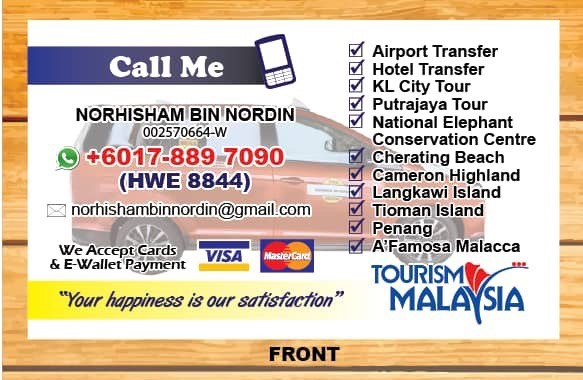 Call Me
NORHISHAM BIN NORDIN
002570664-W
+6017-889 7090
(HWE 8844)
norhishambinnordin@gmail.com
We Accept Cards
& E-Wallet Payment
VISA
MasterCard
"Your happiness is our satisfaction"
Airport Transfer
Hotel Transfer
KL City Tour
Putrajaya Tour
National Elephant
Conservation Centre
Cherating Beach
Cameron Highland
Langkawi Island
Tioman Island
Penang
A'Famosa Malacca
TOURISM
MALAYSIA
FRONT